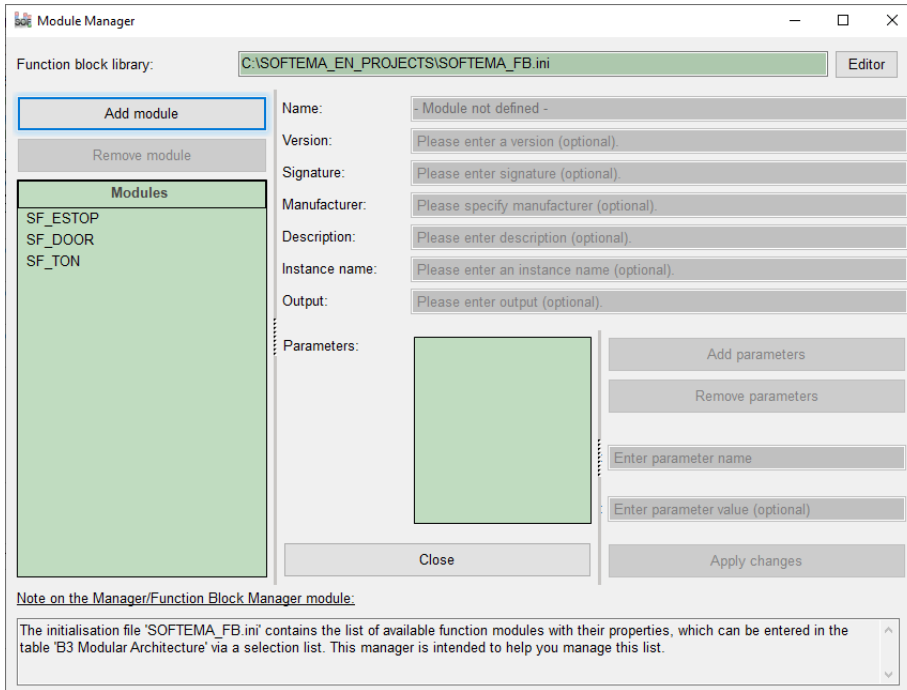 SOF Module Manager
Function block library: C:\SOFTEMA_EN_PROJECTS\SOFTEMA_FB.ini Editor
Add module
Remove module
Modules
SF_ESTOP
SF_DOOR
SF_TON
Name: - Module not defined -
Version: Please enter a version (optional).
Signature: Please enter signature (optional).
Manufacturer: Please specify manufacturer (optional).
Description: Please enter description (optional).
Instance name: Please enter an instance name (optional).
Output: Please enter output (optional).
Parameters:
Add parameters
Remove parameters
Enter parameter name
: Enter parameter value (optional)
Close
Apply changes
Note on the Manager/Function Block Manager module:
The initialisation file 'SOFTEMA_FB.ini' contains the list of available function modules with their properties, which can be entered in the
table 'B3 Modular Architecture' via a selection list. This manager is intended to help you manage this list.